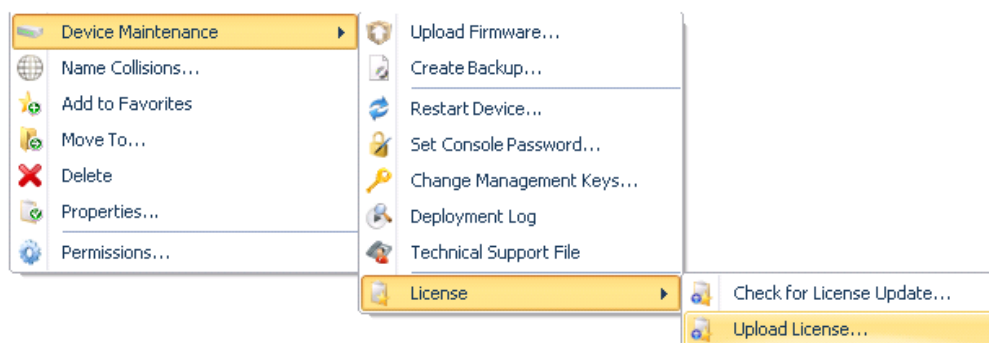 Device Maintenance
Name Collisions...
Add to Favorites
Move To...
Delete
Properties...
Permissions...
Upload Firmware...
Create Backup...
Restart Device...
Set Console Password...
Change Management Keys...
Deployment Log
Technical Support File
License
Check for License Update...
Upload License...